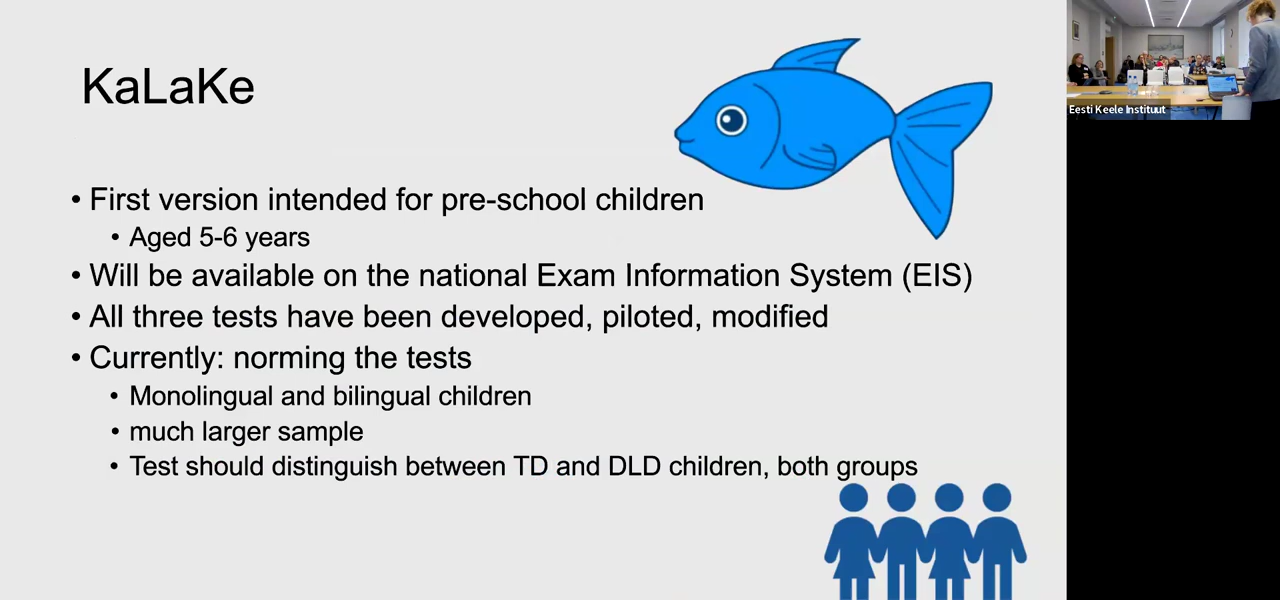 KaLaKe
• First version intended for pre-school children
• Aged 5-6 years
• Will be available on the national Exam Information System (EIS)
• All three tests have been developed, piloted, modified
• Currently: norming the tests
• Monolingual and bilingual children
• much larger sample
• Test should distinguish between TD and DLD children, both groups
Eesti Keele Instituut